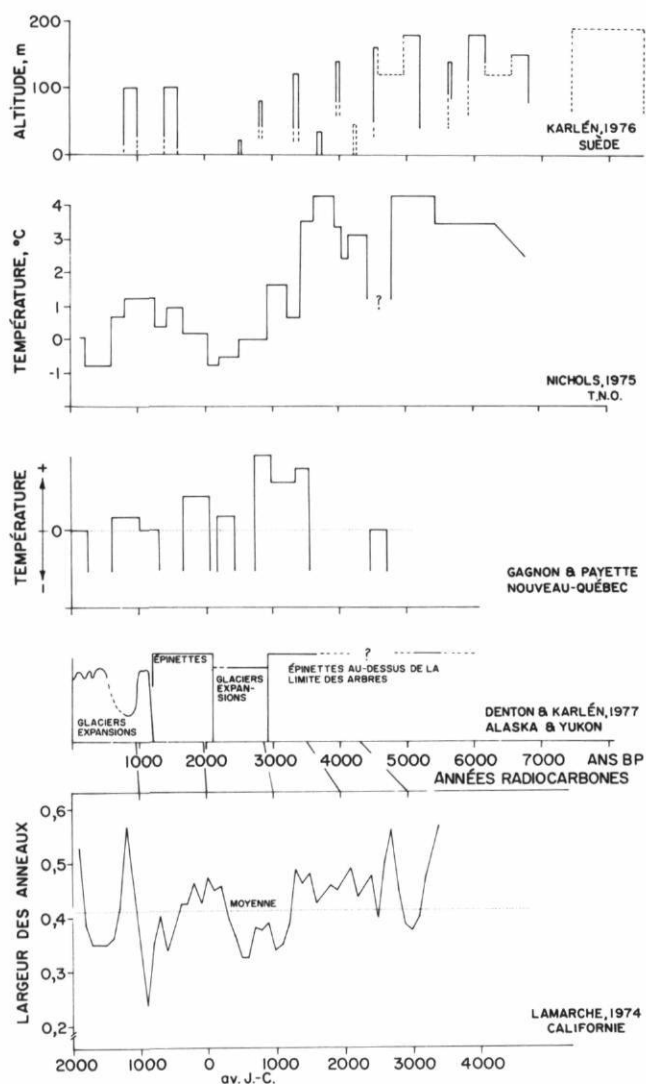 200
100
0
ALTITUDE, m
KARLÉN, 1976
SUÈDE
4
3
2
1
0
-1
TEMPÉRATURE, °C
?
NICHOLS, 1975
T.N.O.
TEMPÉRATURE
+
0
−
GAGNON & PAYETTE
NOUVEAU-QUÉBEC
ÉPINETTES
GLACIERS
EXPANSIONS
GLACIERS
EXPAN-
SIONS
?
ÉPINETTES AU-DESSUS DE LA
LIMITE DES ARBRES
DENTON & KARLÉN, 1977
ALASKA & YUKON
1000 2000 3000 4000 5000 6000 7000 ANS BP
ANNÉES RADIOCARBONES
0,6
0,5
0,4
0,3
0,2
LARGEUR DES ANNEAUX
MOYENNE
LAMARCHE, 1974
CALIFORNIE
2000 1000 0 1000 2000 3000 4000
av. J.-C.